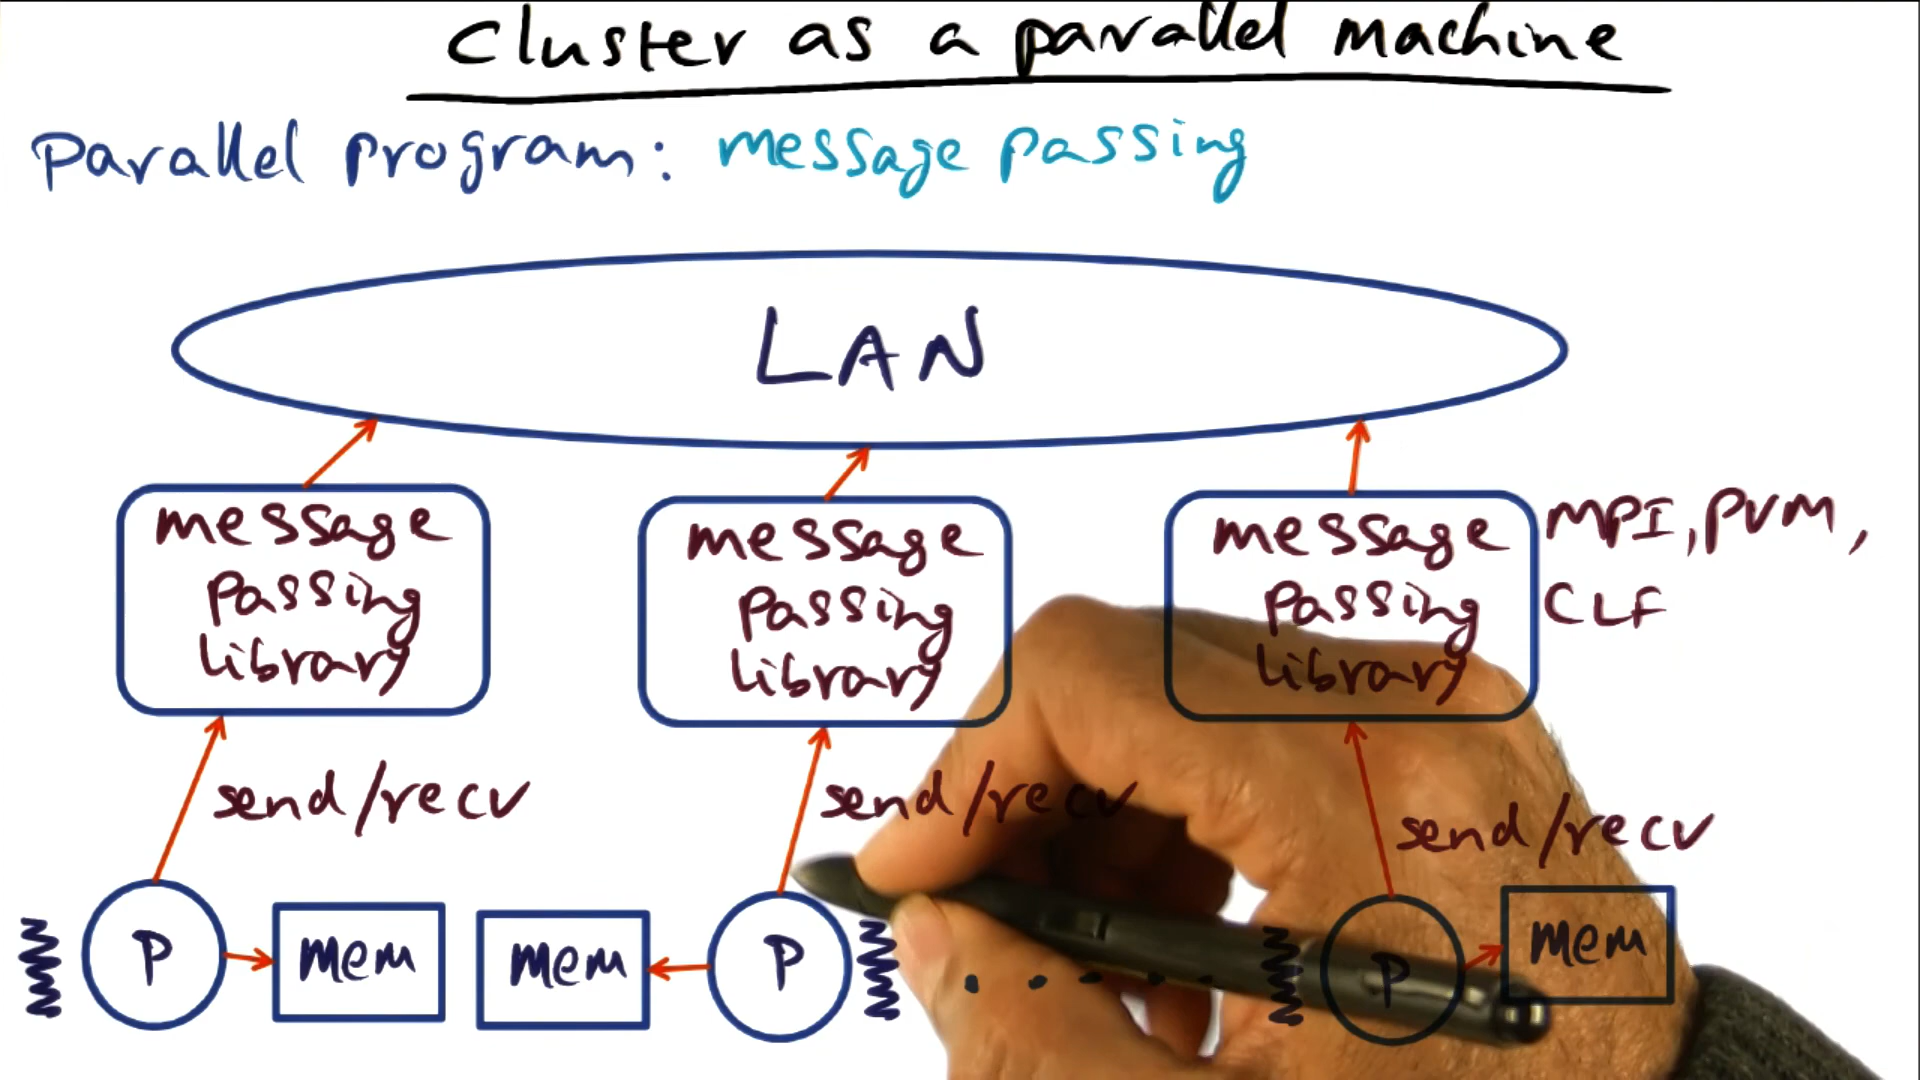 Cluster as a parallel machine
Parallel program: message passing
LAN
message
passing
library
message
passing
library
message
passing
library
MPI, PVM,
CLF
send/recv
send/recv
send/recv
P
mem
mem
P
P
mem